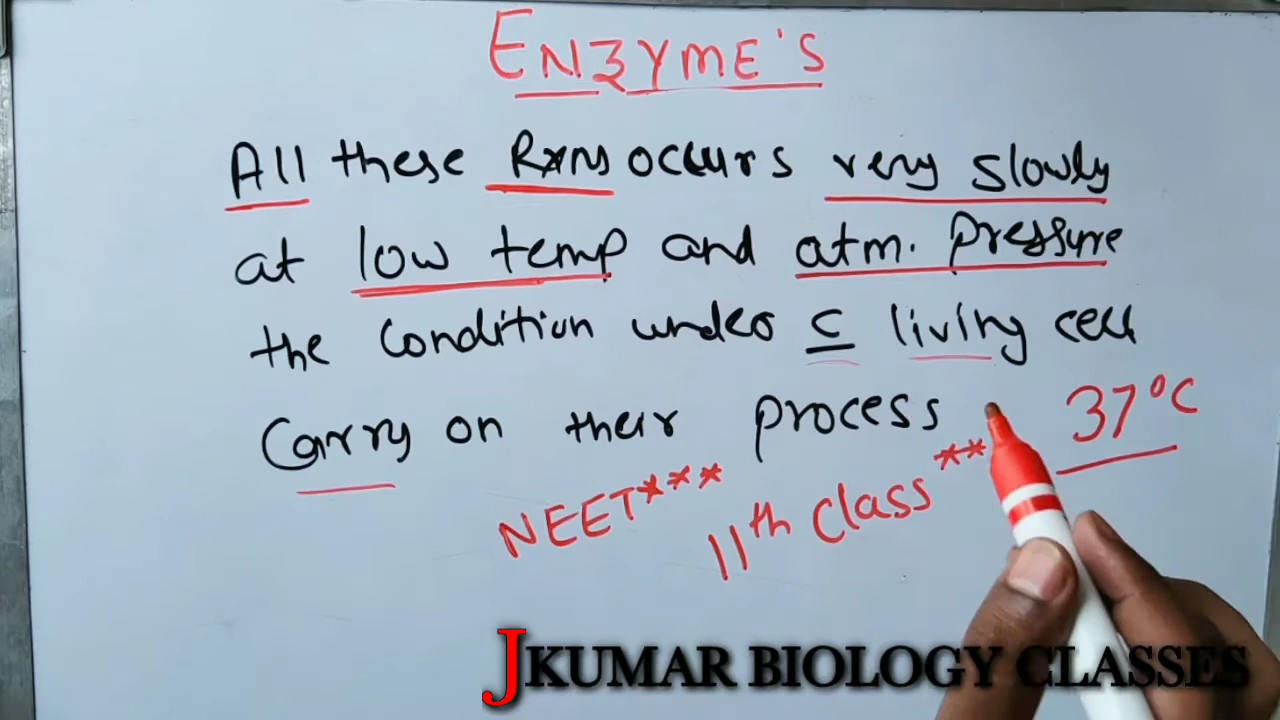 ENZYME'S
All these Rxns occurs very slowly
at low temp and atm. pressure
the condition under c living cell
Carry on their process
37°C
NEET***
11th Class**
JKUMAR BIOLOGY CLASSES